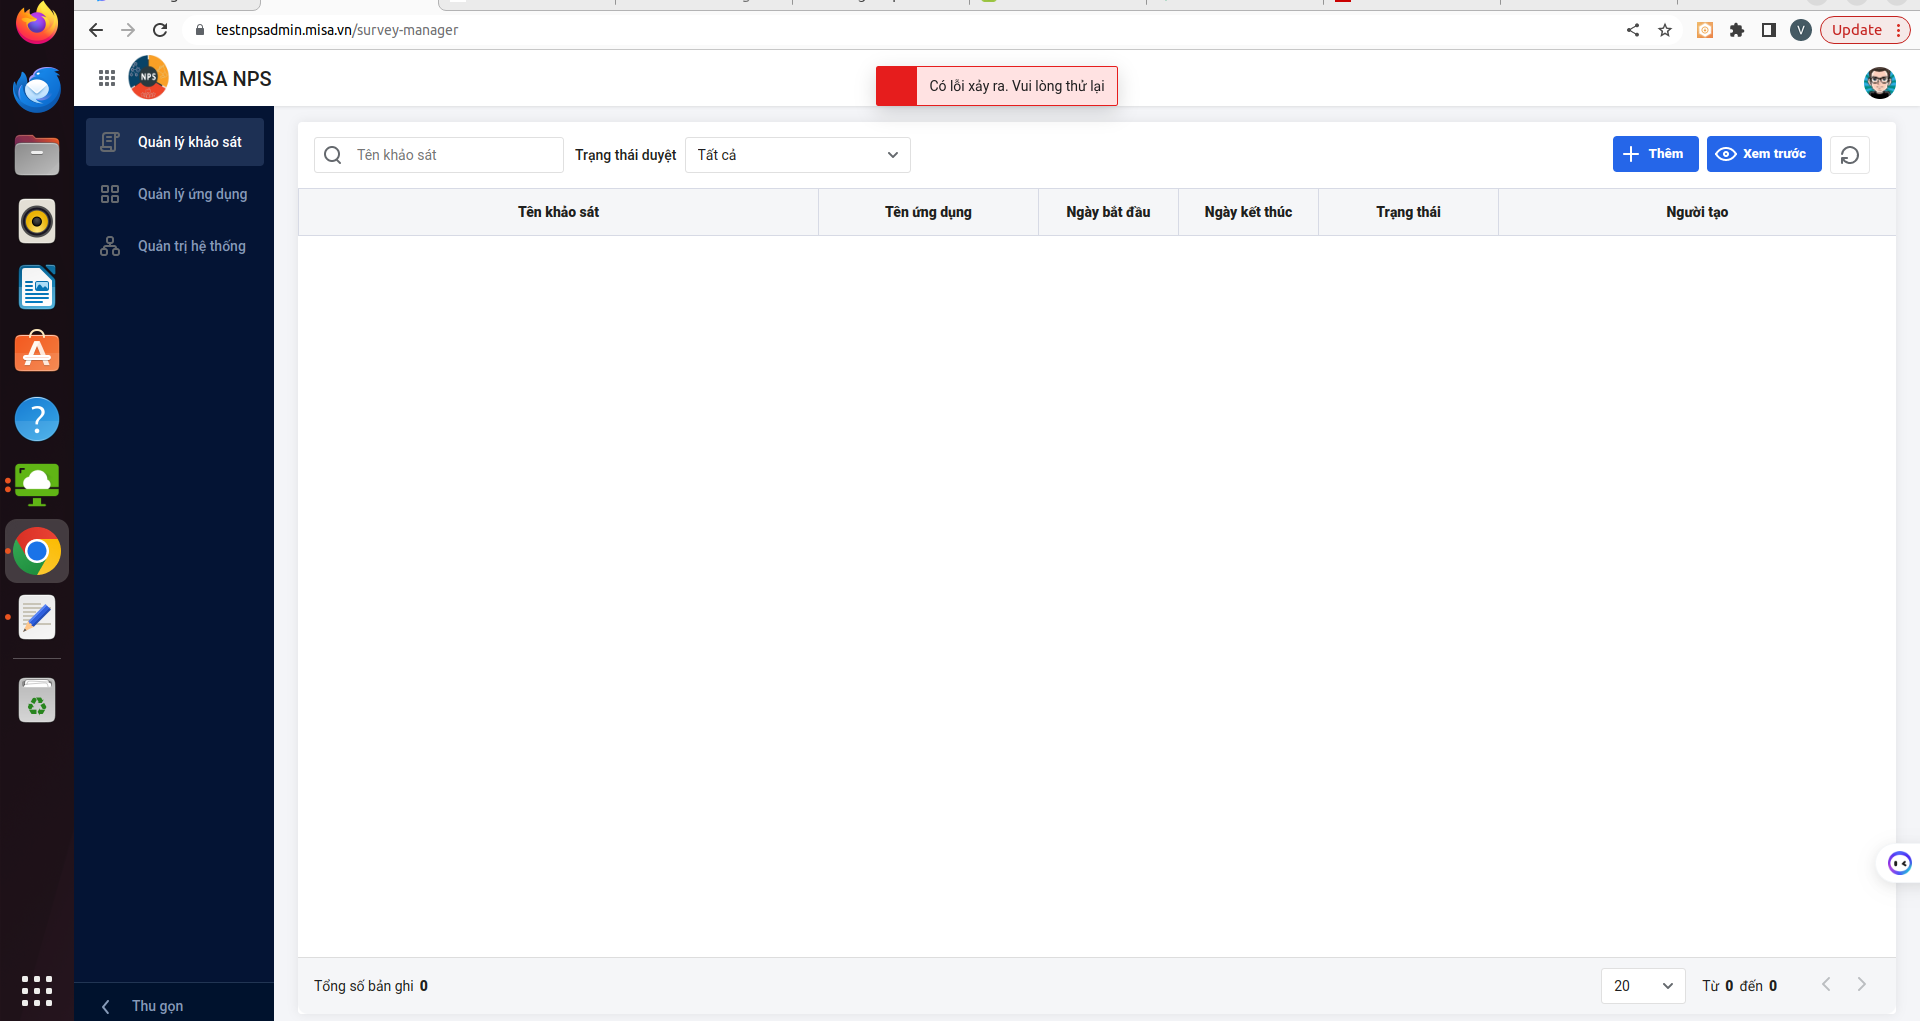 testnpsadmin.misa.vn/survey-manager
V
Update
NPS
MISA NPS
Có lỗi xảy ra. Vui lòng thử lại
Quản lý khảo sát
Quản lý ứng dụng
Quản trị hệ thống
Tên khảo sát
Trạng thái duyệt
Tất cả
Thêm
Xem trước
Tên khảo sát
Tên ứng dụng
Ngày bắt đầu
Ngày kết thúc
Trạng thái
Người tạo
Tổng số bản ghi 0
20
Từ 0 đến 0
Thu gọn